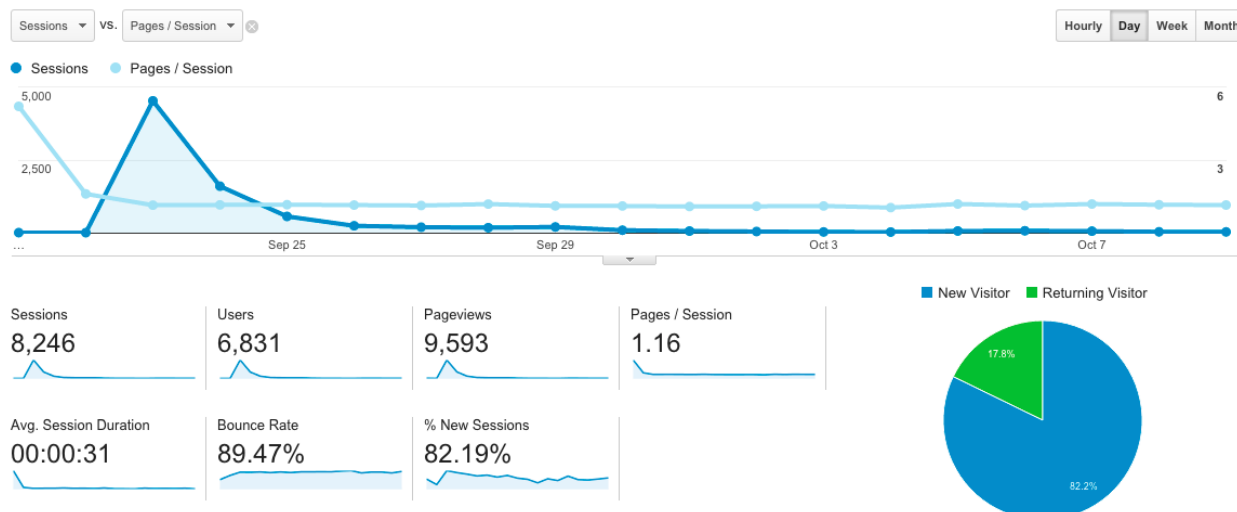 Sessions VS. Pages / Session Hourly Day Week Month
Sessions Pages / Session
5,000 6
2,500 3
... Sep 25 Sep 29 Oct 3 Oct 7
New Visitor Returning Visitor
Sessions Users Pageviews Pages / Session
8,246 6,831 9,593 1.16
17.8%
Avg. Session Duration Bounce Rate % New Sessions
00:00:31 89.47% 82.19%
82.2%